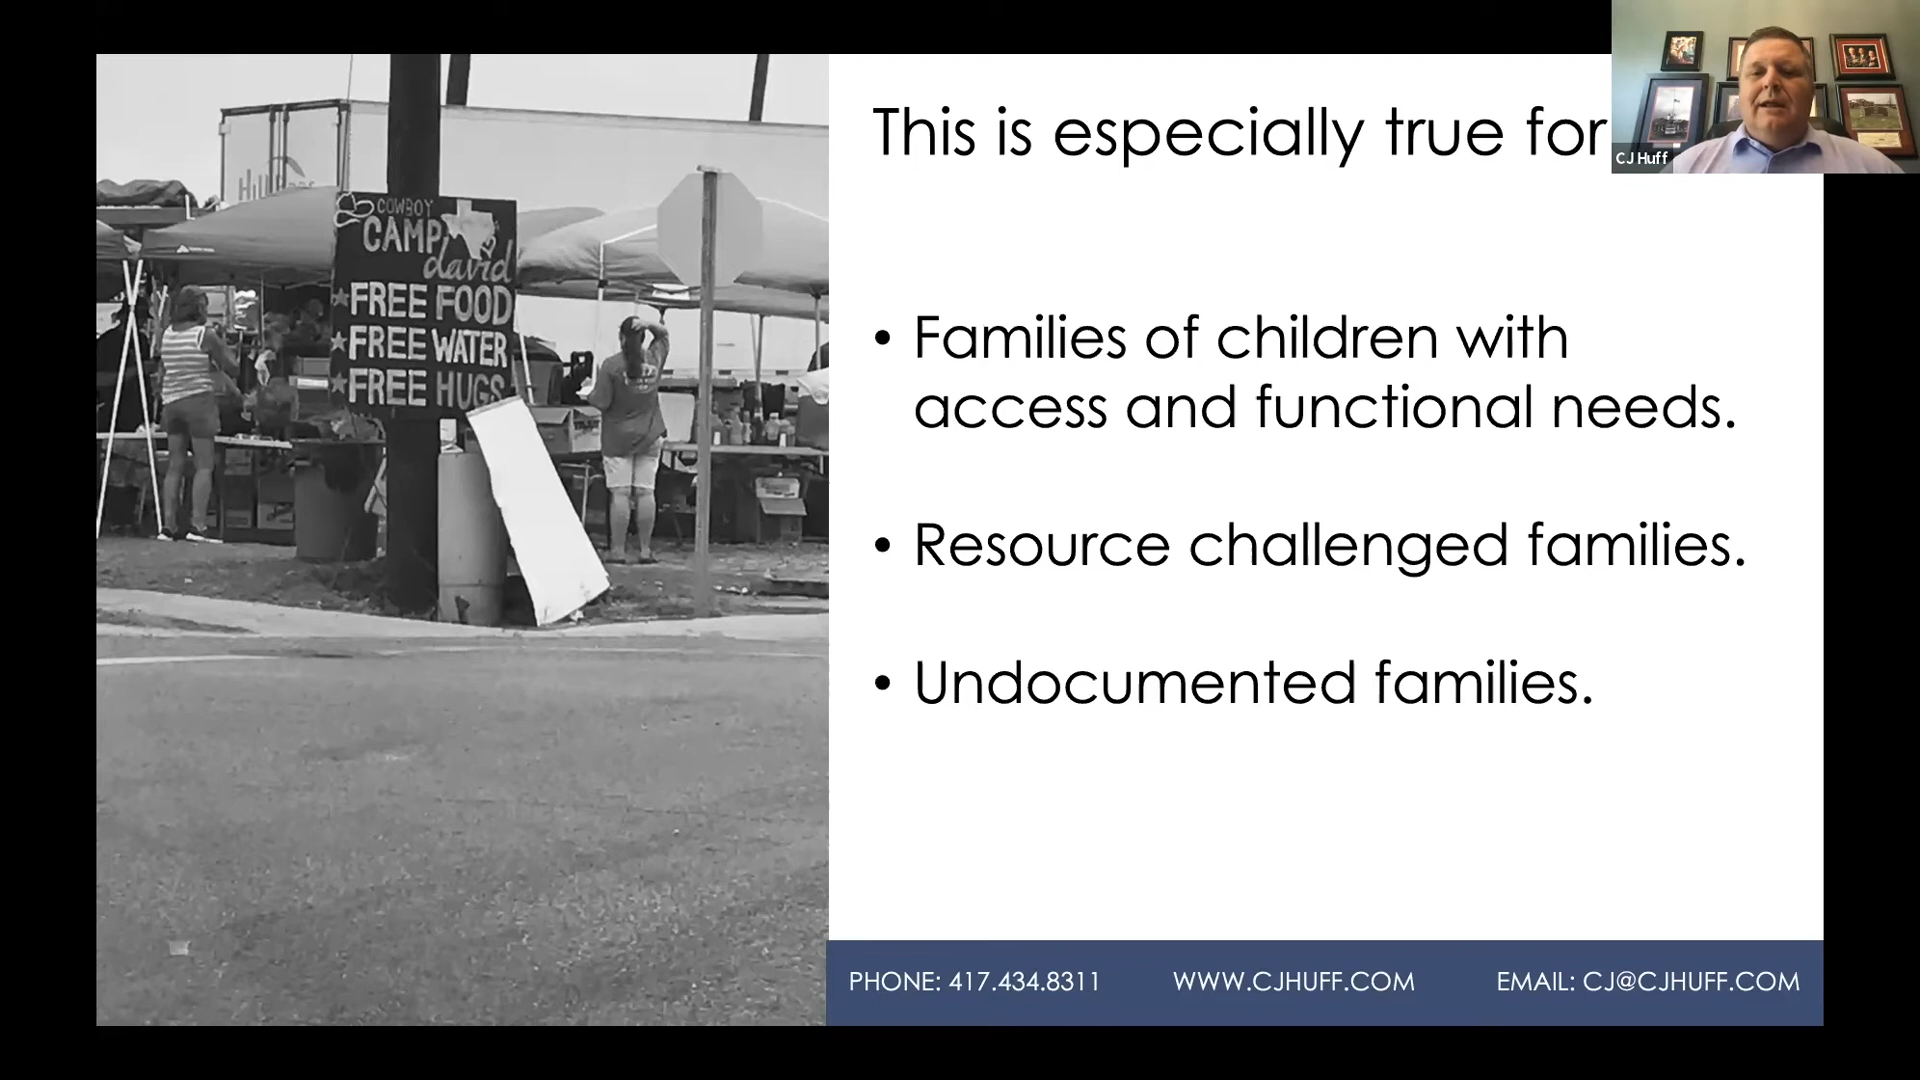 This is especially true for
CJ Huff
COWBOY
CAMP
david
FREE FOOD
FREE WATER
FREE HUGS
• Families of children with
access and functional needs.
• Resource challenged families.
• Undocumented families.
PHONE: 417.434.8311
WWW.CJHUFF.COM
EMAIL: CJ@CJHUFF.COM